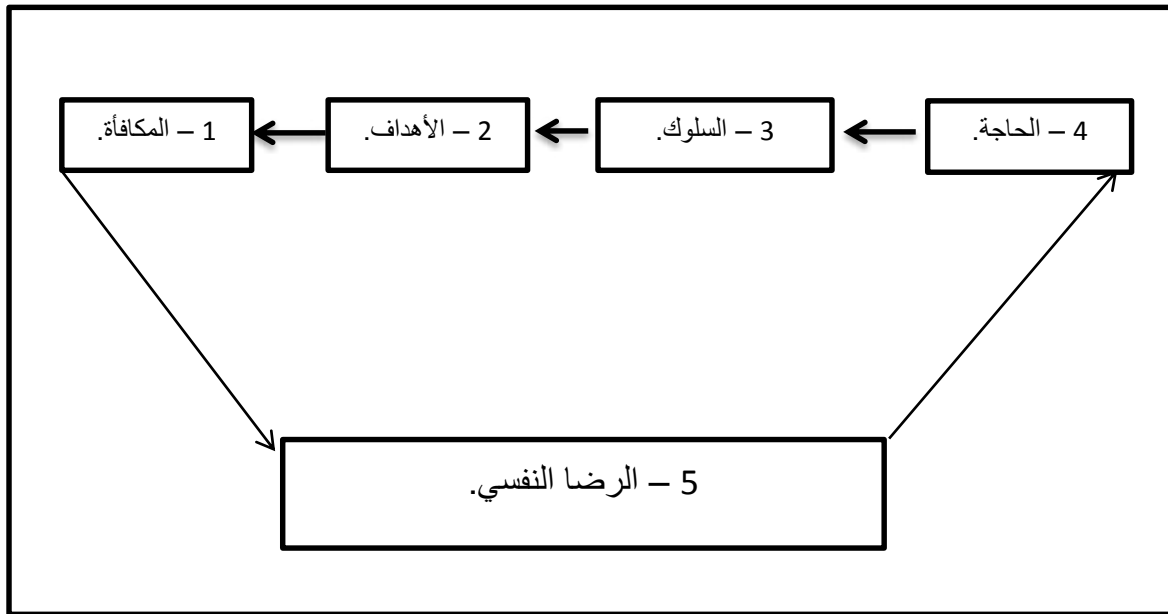 4 – الحاجة.
3 – السلوك.
2 – الأهداف.
1 – المكافأة.
5 – الرضا النفسي.